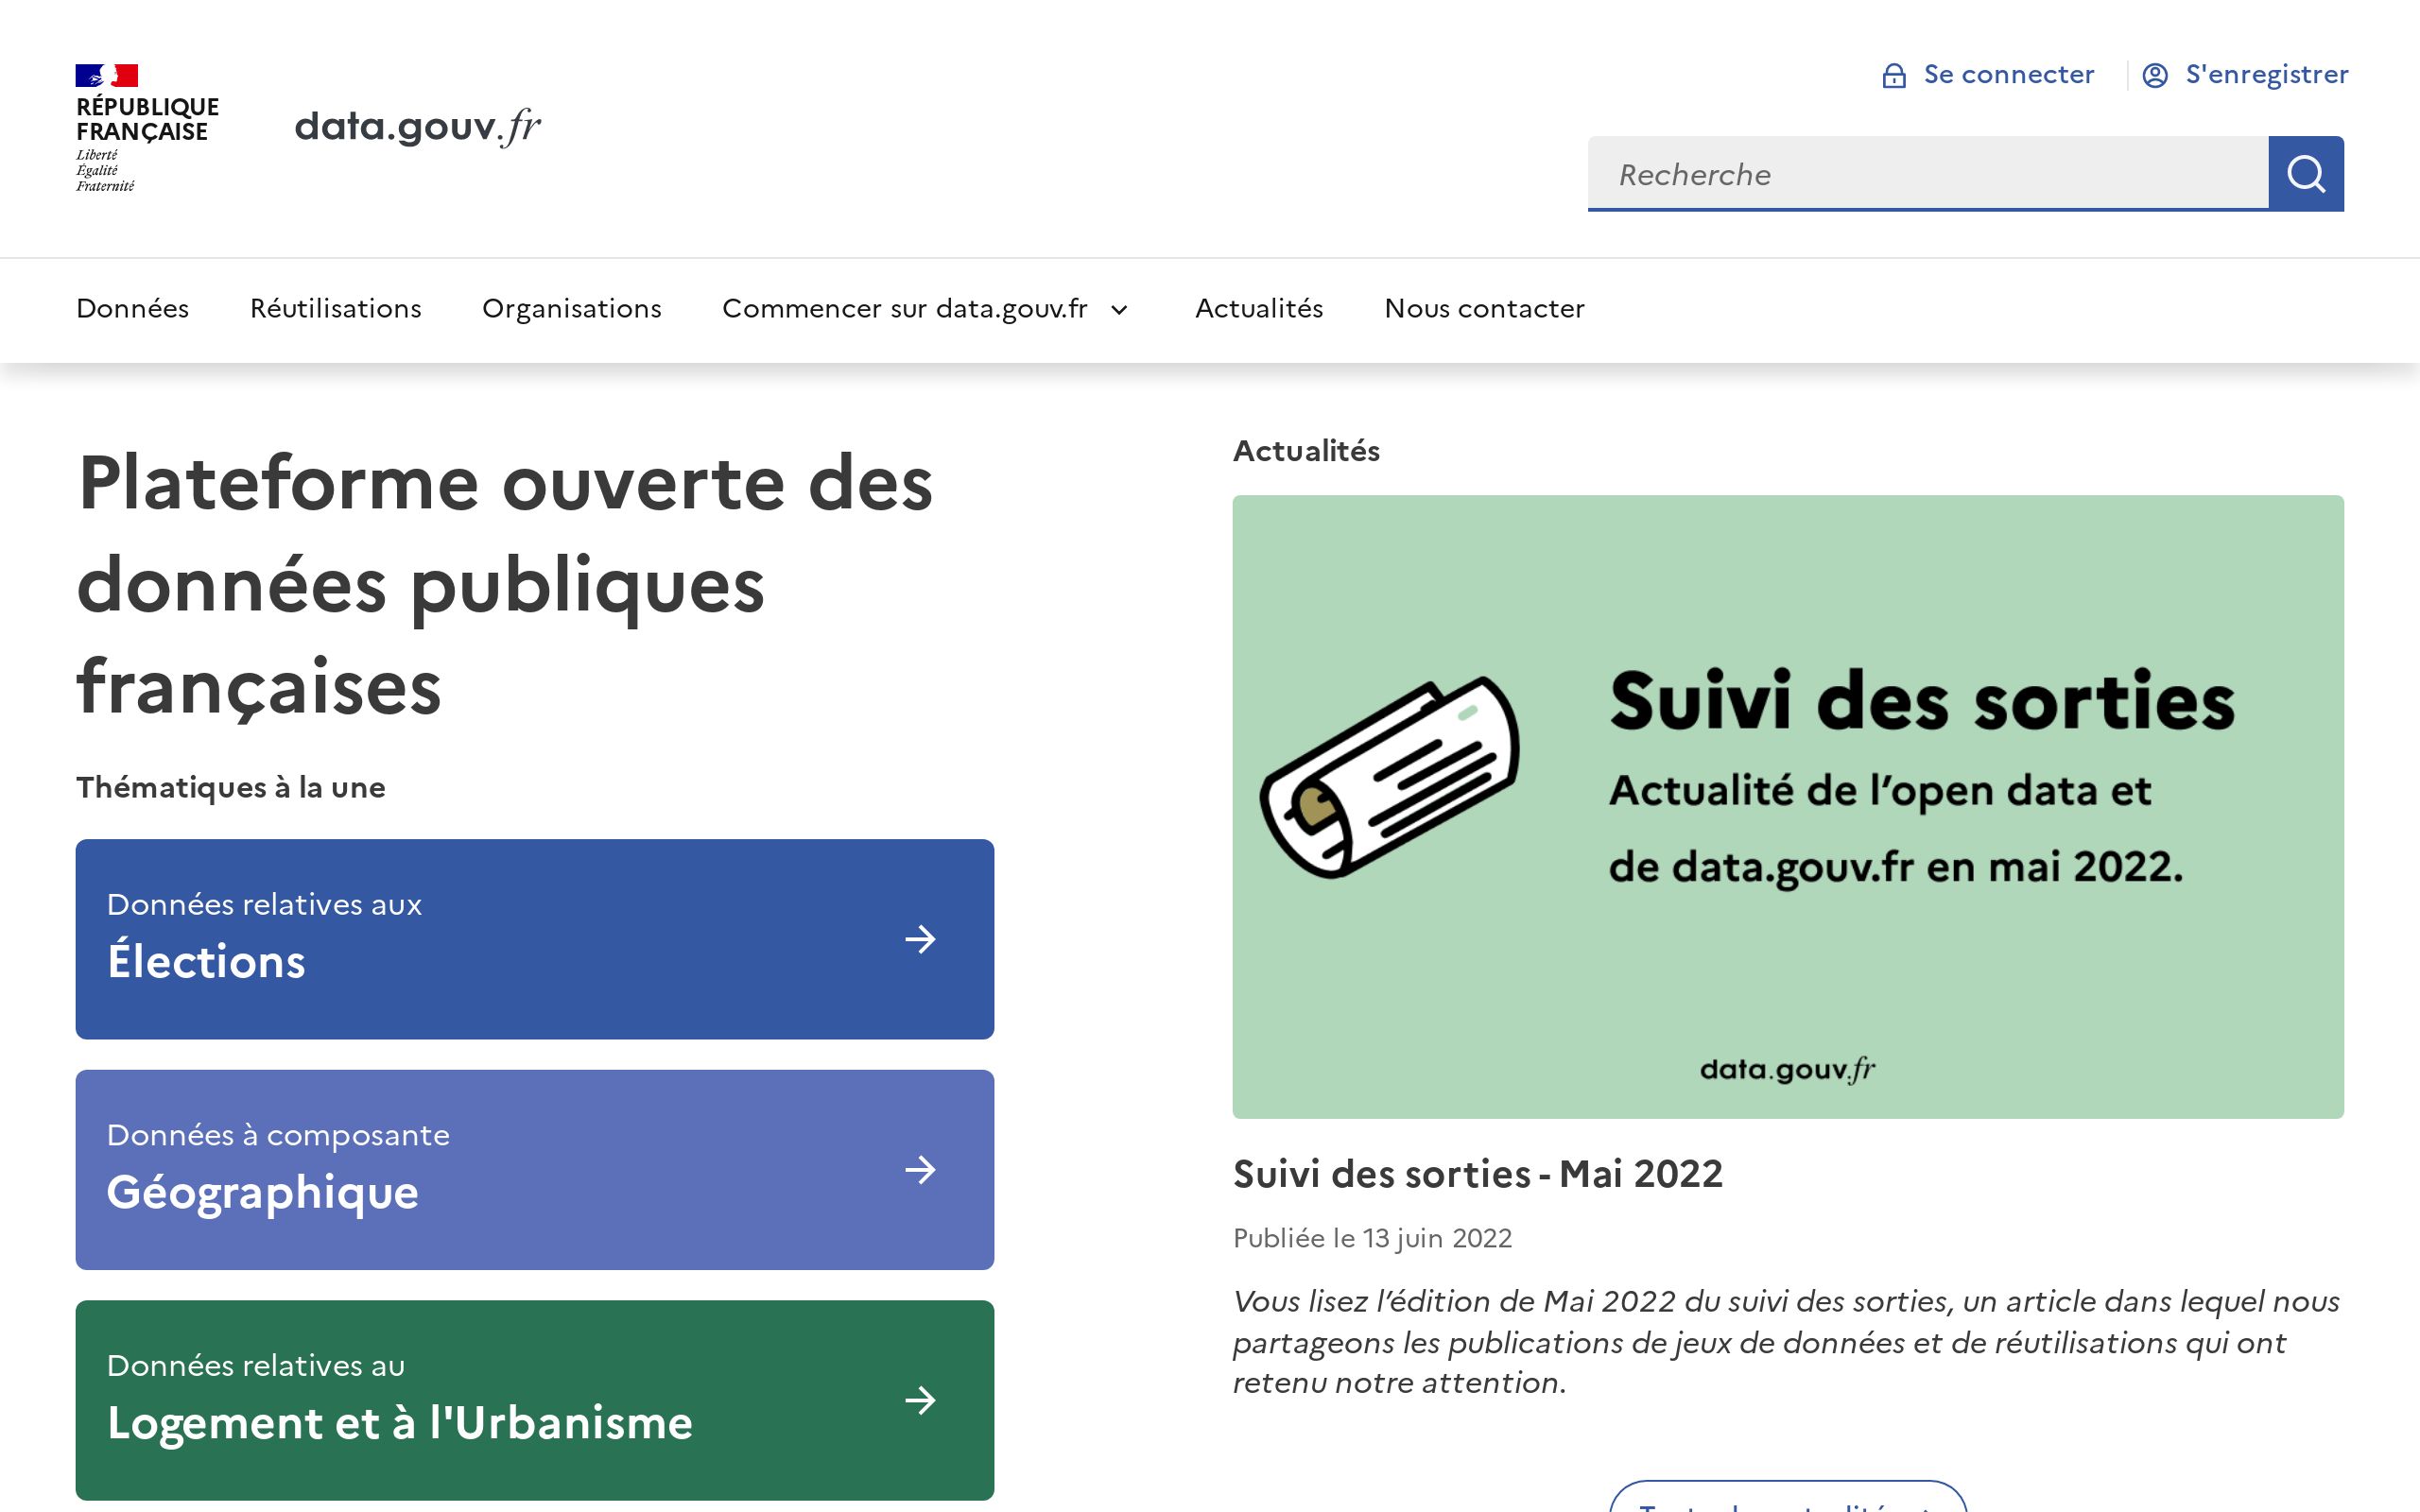 RÉPUBLIQUE
FRANÇAISE
Liberté
Égalité
Fraternité
data.gouv.fr
Se connecter
S'enregistrer
Recherche
Données
Réutilisations
Organisations
Commencer sur data.gouv.fr
Actualités
Nous contacter
Plateforme ouverte des
données publiques
françaises
Thématiques à la une
Données relatives aux
Élections
Données à composante
Géographique
Données relatives au
Logement et à l'Urbanisme
Actualités
Suivi des sorties
Actualité de l’open data et
de data.gouv.fr en mai 2022.
data.gouv.fr
Suivi des sorties - Mai 2022
Publiée le 13 juin 2022
Vous lisez l’édition de Mai 2022 du suivi des sorties, un article dans lequel nous
partageons les publications de jeux de données et de réutilisations qui ont
retenu notre attention.